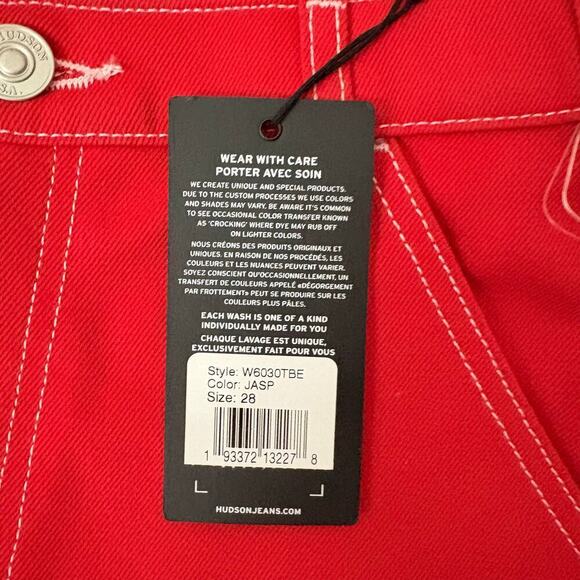 HUDSON
S.A.
WEAR WITH CARE
PORTER AVEC SOIN
WE CREATE UNIQUE AND SPECIAL PRODUCTS.
DUE TO THE CUSTOM PROCESSES WE USE COLORS
AND SHADES MAY VARY. BE AWARE IT'S COMMON
TO SEE OCCASIONAL COLOR TRANSFER KNOWN
AS 'CROCKING' WHERE DYE MAY RUB OFF
ON LIGHTER COLORS.
NOUS CRÉONS DES PRODUITS ORIGINAUX ET
UNIQUES. EN RAISON DE NOS PROCÉDÉS, LES
COULEURS ET LES NUANCES PEUVENT VARIER.
SOYEZ CONSCIENT QU'OCCASIONNELLEMENT, UN
TRANSFERT DE COULEURS APPELÉ «DÉGORGEMENT
PAR FROTTEMENT» PEUT SE PRODUIRE SUR LES
COULEURS PLUS PÂLES.
EACH WASH IS ONE OF A KIND
INDIVIDUALLY MADE FOR YOU
CHAQUE LAVAGE EST UNIQUE,
EXCLUSIVEMENT FAIT POUR VOUS
Style: W6030TBE
Color: JASP
Size: 28
1 93372 13227 8
HUDSONJEANS.COM